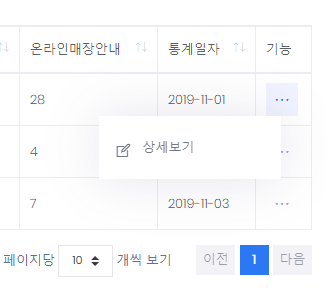 온라인매장안내 통계일자 기능
28 2019-11-01 ...
상세보기
4 ...
7 2019-11-03 ...
페이지당 10 개씩 보기 이전 1 다음